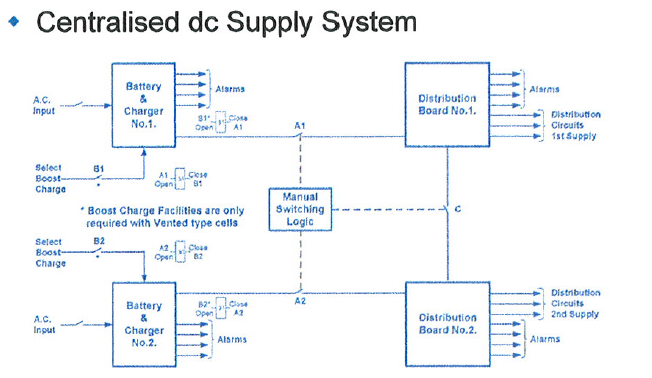 Centralised dc Supply System
Battery
&
Charger
No.1.
Alarms
A.C.
Input
B1*
Open
Close
A1
A1
Distribution
Board No.1.
Alarms
Distribution
Circuits
1st Supply
Select
Boost
Charge
B1
*
A1
Open
Close
B1
* Boost Charge Facilities are only
required with Vented type cells
Manual
Switching
Logic
C
Select
Boost
Charge
B2
*
A2
Open
Close
B2
Battery
&
Charger
No.2.
A.C.
Input
B2*
Open
Close
A2
A2
Alarms
Distribution
Board No.2.
Distribution
Circuits
2nd Supply
Alarms